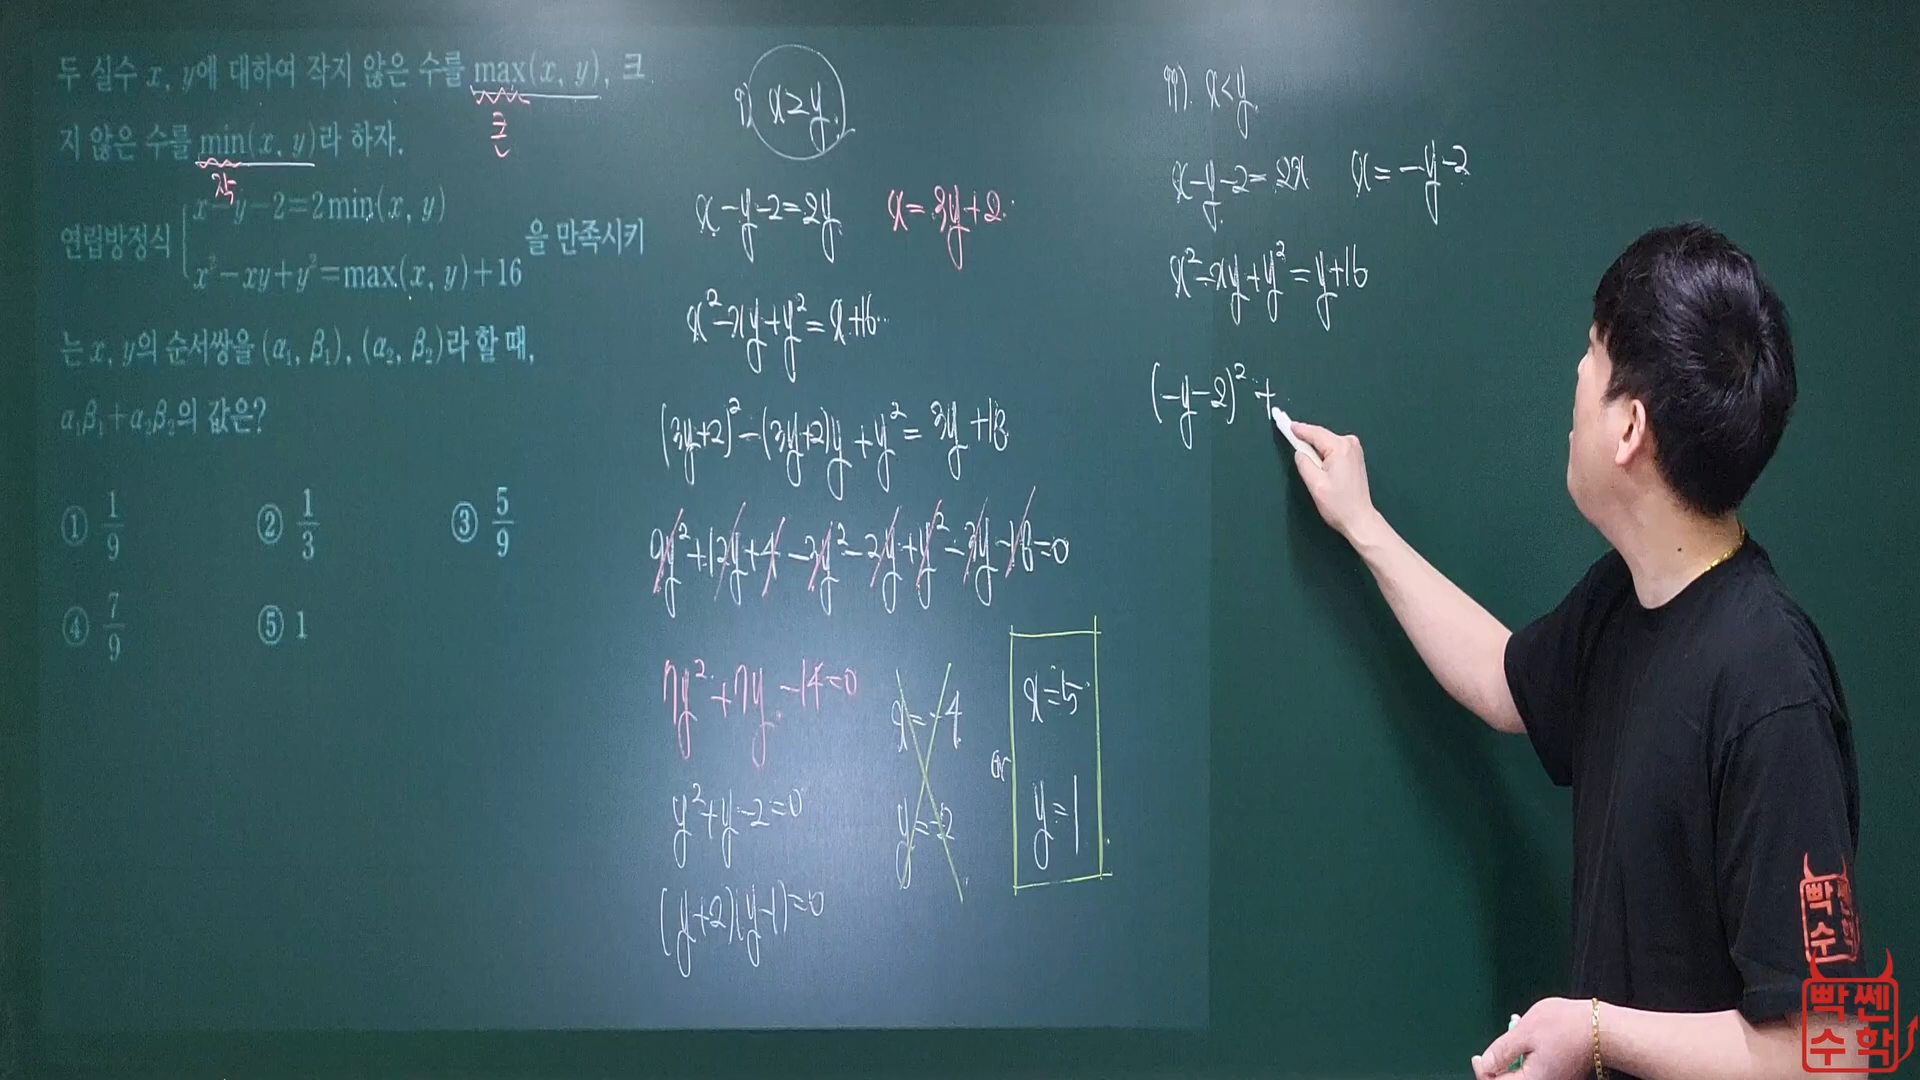 두 실수 x, y에 대하여 작지 않은 수를 max(x, y), 크
지 않은 수를 min(x, y)라 하자.
큰
작
연립방정식 { x-y-2=2min(x, y)
x²-xy+y²=max(x, y)+16
을 만족시키
는 x, y의 순서쌍을 (α₁, β₁), (α₂, β₂)라 할 때,
α₁β₁+α₂β₂의 값은?
① 1/9 ② 1/3 ③ 5/9
④ 7/9 ⑤ 1
i) x≥y.
x-y-2=2y x=3y+2
x²-xy+y²=x+16
(3y+2)²-(3y+2)y+y²=3y+18
9y²+12y+4-3y²-2y+y²-3y-18=0
7y²+7y-14=0
y²+y-2=0
(y+2)(y-1)=0
x=-4
y=-2
or
x=5
y=1
ii) x<y.
x-y-2=2x x=-y-2
x²-xy+y²=y+16
(-y-2)²+
빡
수학
빡쎈
수학